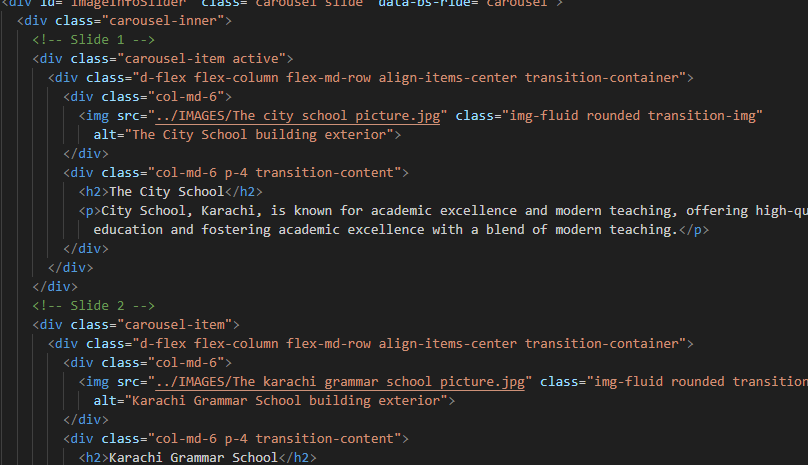 <div id="imageInfoSlider" class="carousel slide" data-bs-ride="carousel">
<div class="carousel-inner">
<!-- Slide 1 -->
<div class="carousel-item active">
<div class="d-flex flex-column flex-md-row align-items-center transition-container">
<div class="col-md-6">
<img src="../IMAGES/The city school picture.jpg" class="img-fluid rounded transition-img"
alt="The City School building exterior">
</div>
<div class="col-md-6 p-4 transition-content">
<h2>The City School</h2>
<p>City School, Karachi, is known for academic excellence and modern teaching, offering high-qu
education and fostering academic excellence with a blend of modern teaching.</p>
</div>
</div>
</div>
<!-- Slide 2 -->
<div class="carousel-item">
<div class="d-flex flex-column flex-md-row align-items-center transition-container">
<div class="col-md-6">
<img src="../IMAGES/The karachi grammar school picture.jpg" class="img-fluid rounded transition
alt="Karachi Grammar School building exterior">
</div>
<div class="col-md-6 p-4 transition-content">
<h2>Karachi Grammar School</h2>